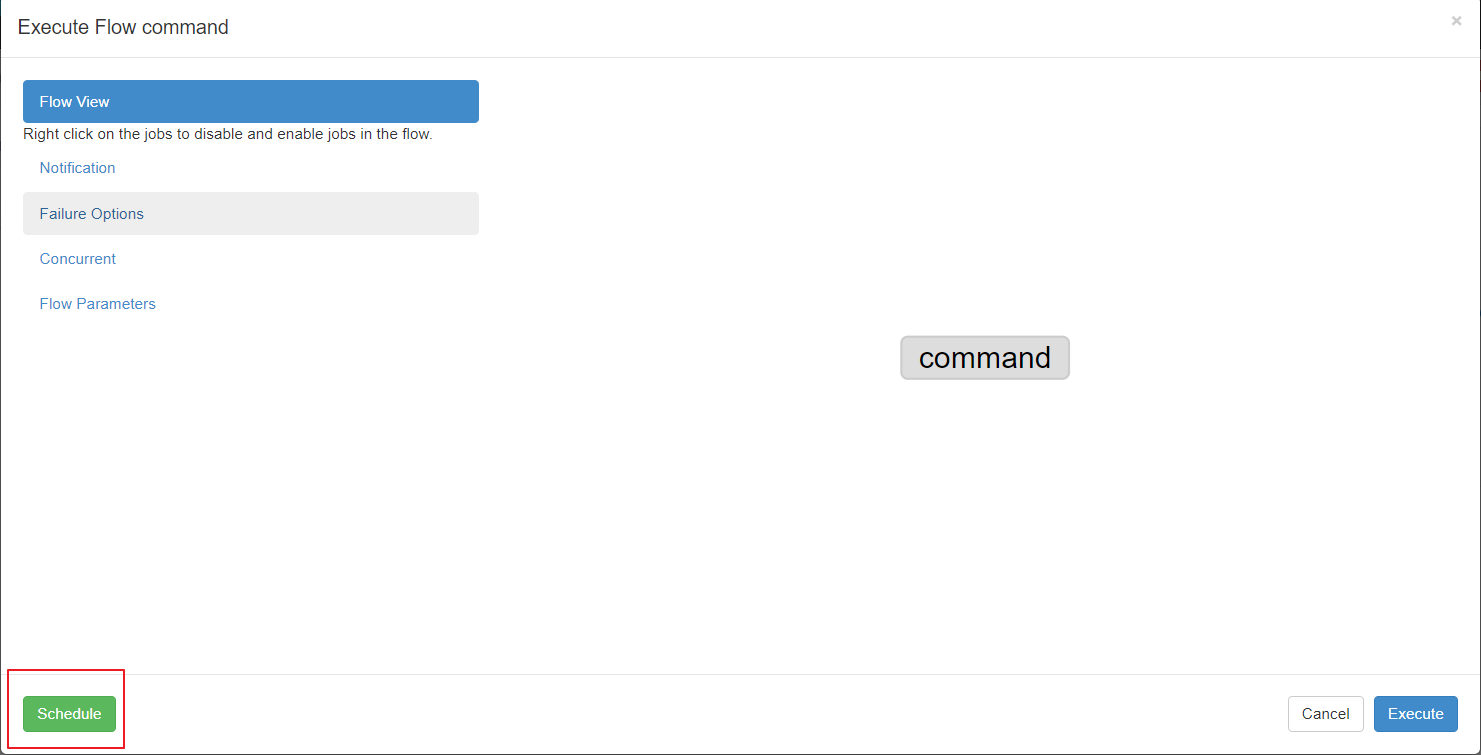 Execute Flow command
×
Flow View
Right click on the jobs to disable and enable jobs in the flow.
Notification
Failure Options
Concurrent
Flow Parameters
command
Schedule
Cancel
Execute